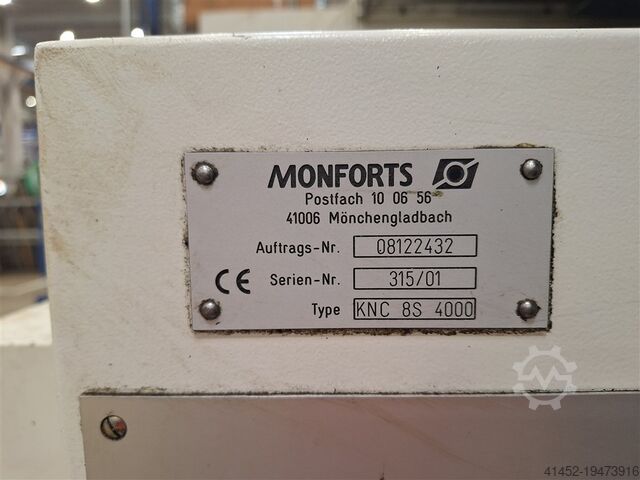 MONFORTS
Postfach 10 06 56
41006 Mönchengladbach
Auftrags-Nr. 08122432
CE Serien-Nr. 315/01
Type KNC 8S 4000
41452-19473916